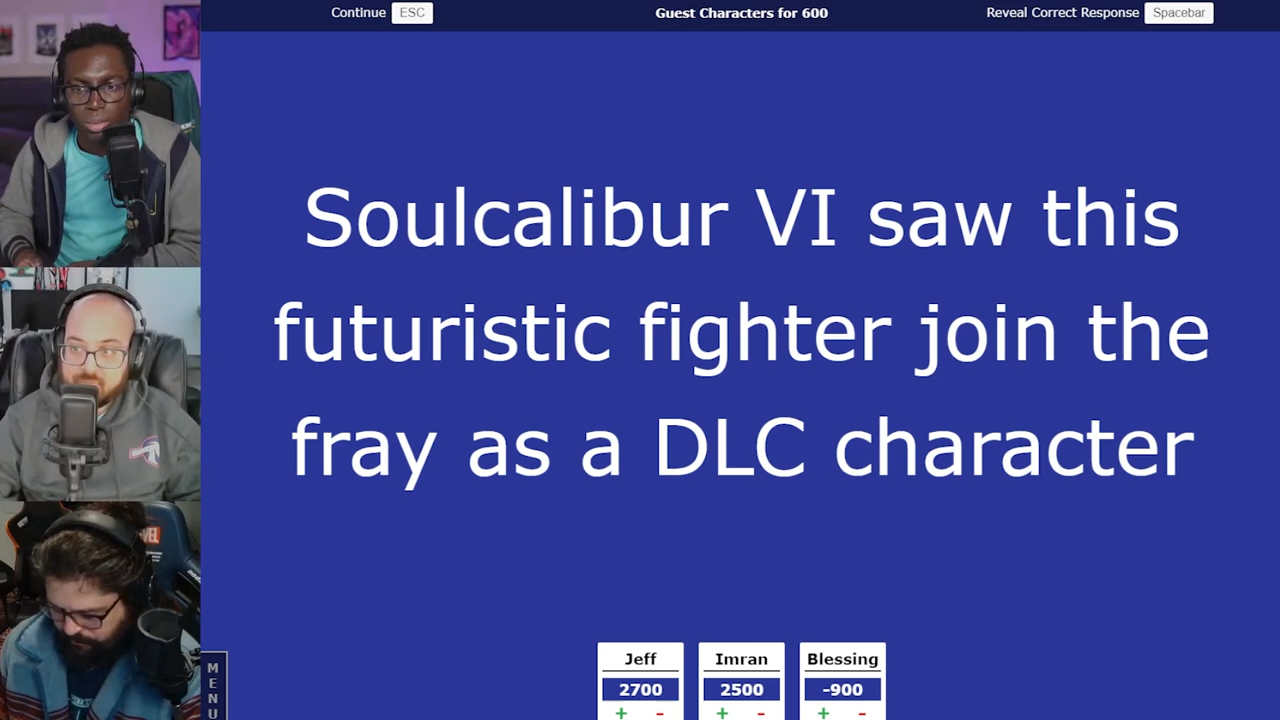 Continue ESC
Guest Characters for 600
Reveal Correct Response Spacebar
Soulcalibur VI saw this
futuristic fighter join the
fray as a DLC character
MENU
Jeff Imran Blessing
2700 2500 -900
+ - + - + -